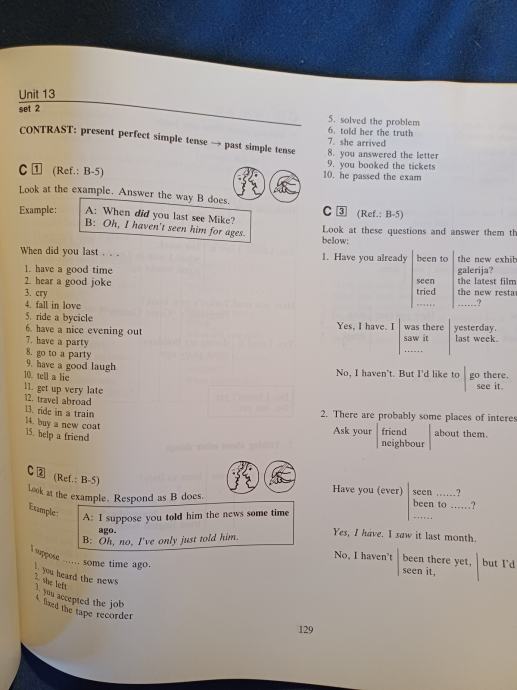 Unit 13
set 2
CONTRAST: present perfect simple tense → past simple tense
C 1 (Ref.: B-5)
Look at the example. Answer the way B does.
Example:
A: When did you last see Mike?
B: Oh, I haven't seen him for ages.
When did you last . . .
1. have a good time
2. hear a good joke
3. cry
4. fall in love
5. ride a bycicle
6. have a nice evening out
7. have a party
8. go to a party
9. have a good laugh
10. tell a lie
11. get up very late
12. travel abroad
13. ride in a train
14. buy a new coat
15. help a friend
C 2 (Ref.: B-5)
Look at the example. Respond as B does.
Example:
A: I suppose you told him the news some time
ago.
B: Oh, no, I've only just told him.
I suppose ...... some time ago.
1. you heard the news
2. she left
3. you accepted the job
4. fixed the tape recorder
5. solved the problem
6. told her the truth
7. she arrived
8. you answered the letter
9. you booked the tickets
10. he passed the exam
C 3 (Ref.: B-5)
Look at these questions and answer them th
below:
1. Have you already been to the new exhib
galerija?
seen the latest film
tried the new restau
...... ......?
Yes, I have. I was there yesterday.
saw it last week.
......
No, I haven't. But I'd like to go there.
see it.
2. There are probably some places of interes
Ask your friend about them.
neighbour
Have you (ever) seen ......?
been to ......?
......
Yes, I have. I saw it last month.
No, I haven't been there yet, but I'd
seen it,
129